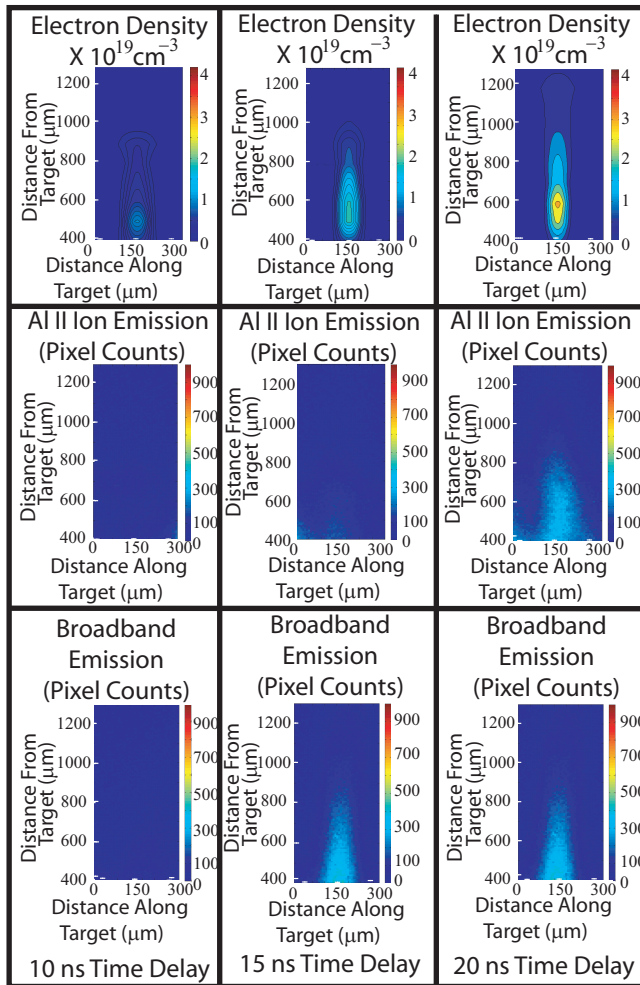 Electron Density
X 10^19 cm^-3
1200
1000
800
600
400
0
150
300
4
3
2
1
0
Distance From
Target (μm)
Distance Along
Target (μm)
Electron Density
X 10^19 cm^-3
1200
1000
800
600
400
0
150
300
4
3
2
1
0
Distance From
Target (μm)
Distance Along
Target (μm)
Electron Density
X 10^19 cm^-3
1200
1000
800
600
400
0
150
300
4
3
2
1
0
Distance From
Target (μm)
Distance Along
Target (μm)
Al II Ion Emission
(Pixel Counts)
1200
1000
800
600
400
0
150
300
900
700
500
300
100
0
Distance From
Target (μm)
Distance Along
Target (μm)
Al II Ion Emission
(Pixel Counts)
1200
1000
800
600
400
0
150
300
900
700
500
300
100
0
Distance From
Target (μm)
Distance Along
Target (μm)
Al II Ion Emission
(Pixel Counts)
1200
1000
800
600
400
0
150
300
900
700
500
300
100
0
Distance From
Target (μm)
Distance Along
Target (μm)
Broadband
Emission
(Pixel Counts)
1200
1000
800
600
400
0
150
300
900
700
500
300
100
0
Distance From
Target (μm)
Distance Along
Target (μm)
10 ns Time Delay
Broadband
Emission
(Pixel Counts)
1200
1000
800
600
400
0
150
300
900
700
500
300
100
0
Distance From
Target (μm)
Distance Along
Target (μm)
15 ns Time Delay
Broadband
Emission
(Pixel Counts)
1200
1000
800
600
400
0
150
300
900
700
500
300
100
0
Distance From
Target (μm)
Distance Along
Target (μm)
20 ns Time Delay